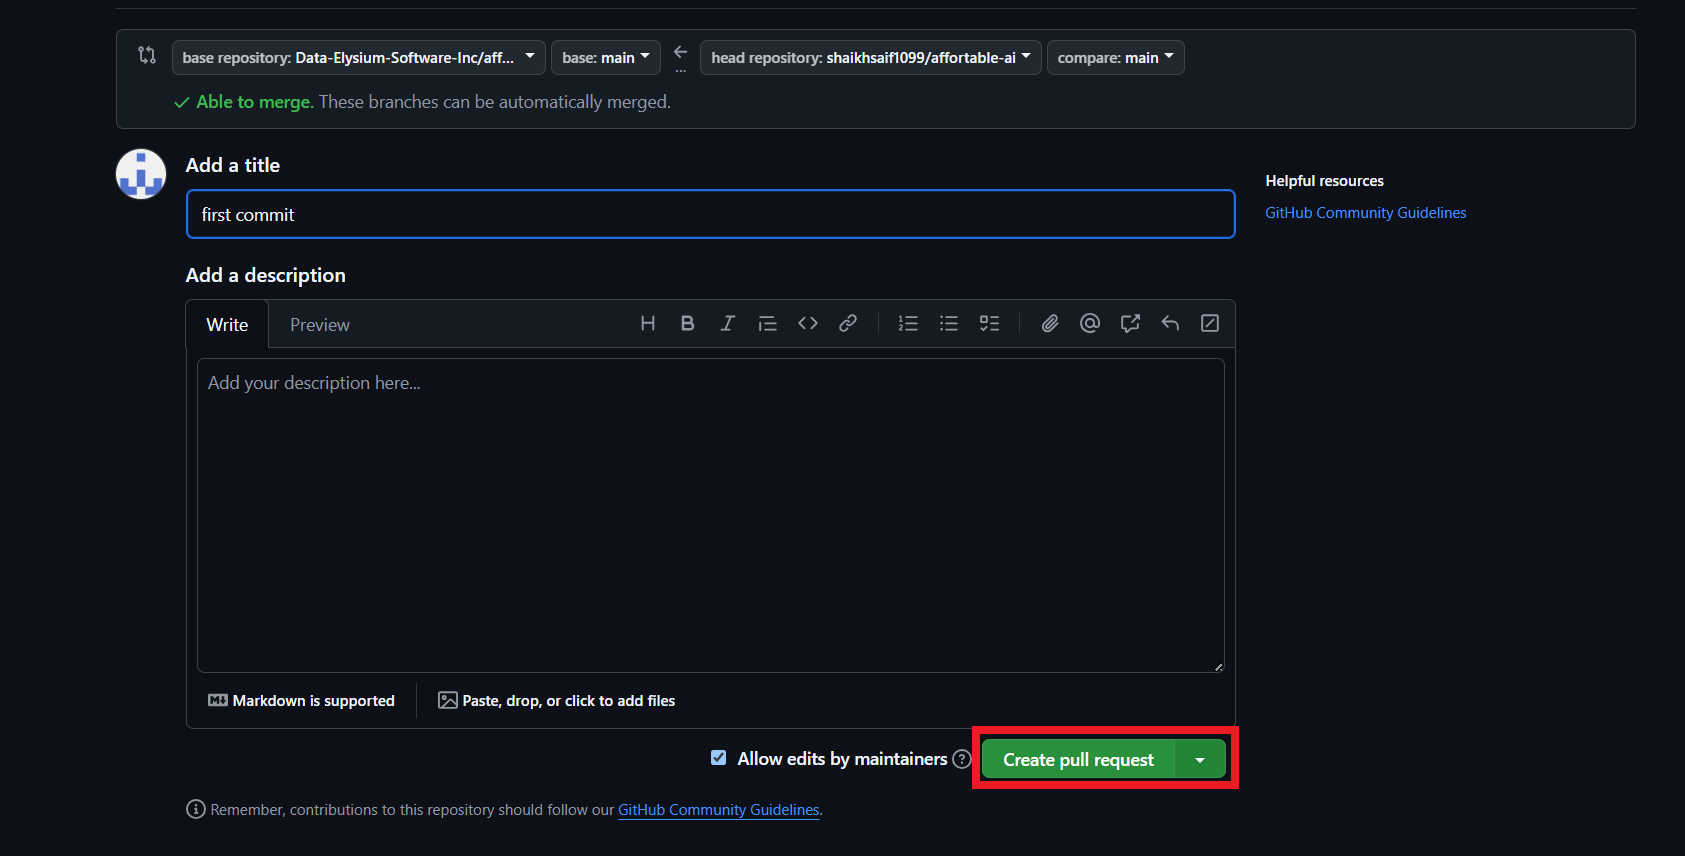 base repository: Data-Elysium-Software-Inc/aff... base: main ... head repository: shaikhsaif1099/affortable-ai compare: main
Able to merge. These branches can be automatically merged.
Add a title
Helpful resources
first commit
GitHub Community Guidelines
Add a description
Write Preview
Add your description here...
Markdown is supported Paste, drop, or click to add files
Allow edits by maintainers Create pull request
Remember, contributions to this repository should follow our GitHub Community Guidelines.